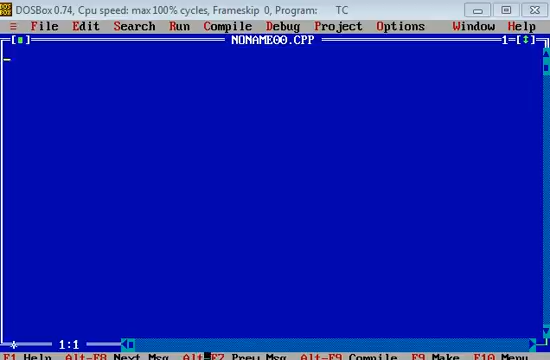 DOSBox 0.74, Cpu speed: max 100% cycles, Frameskip 0, Program: TC
≡ File Edit Search Run Compile Debug Project Options Window Help
NONAME00.CPP 1=[↕]
* 1:1
F1 Help Alt-F8 Next Msg Alt-F7 Prev Msg Alt-F9 Compile F9 Make F10 Menu